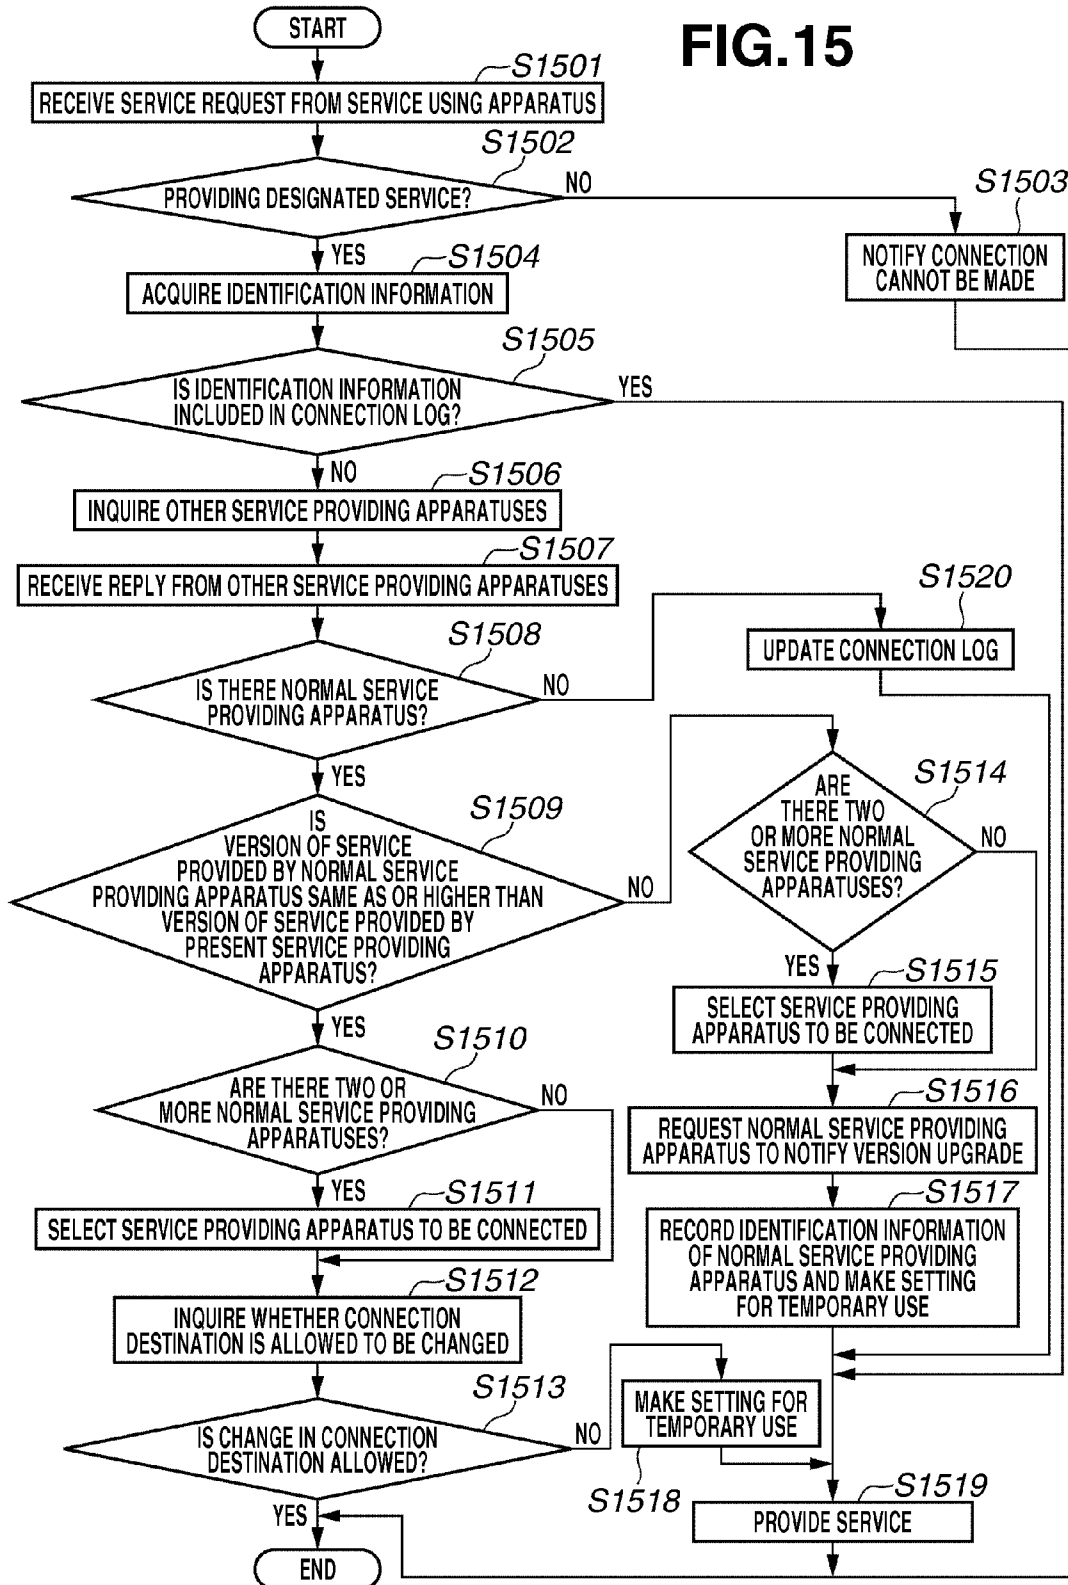 FIG.15
START
S1501
RECEIVE SERVICE REQUEST FROM SERVICE USING APPARATUS
S1502
PROVIDING DESIGNATED SERVICE?
NO
YES
S1503
NOTIFY CONNECTION
CANNOT BE MADE
S1504
ACQUIRE IDENTIFICATION INFORMATION
S1505
IS IDENTIFICATION INFORMATION
INCLUDED IN CONNECTION LOG?
YES
NO
S1506
INQUIRE OTHER SERVICE PROVIDING APPARATUSES
S1507
RECEIVE REPLY FROM OTHER SERVICE PROVIDING APPARATUSES
S1520
UPDATE CONNECTION LOG
S1508
IS THERE NORMAL SERVICE
PROVIDING APPARATUS?
NO
YES
S1509
IS
VERSION OF SERVICE
PROVIDED BY NORMAL SERVICE
PROVIDING APPARATUS SAME AS OR HIGHER THAN
VERSION OF SERVICE PROVIDED BY
PRESENT SERVICE PROVIDING
APPARATUS?
NO
YES
S1514
ARE
THERE TWO
OR MORE NORMAL
SERVICE PROVIDING
APPARATUSES?
NO
YES
S1515
SELECT SERVICE PROVIDING
APPARATUS TO BE CONNECTED
S1510
ARE THERE TWO OR
MORE NORMAL SERVICE PROVIDING
APPARATUSES?
NO
YES
S1516
REQUEST NORMAL SERVICE PROVIDING
APPARATUS TO NOTIFY VERSION UPGRADE
S1511
SELECT SERVICE PROVIDING APPARATUS TO BE CONNECTED
S1517
RECORD IDENTIFICATION INFORMATION
OF NORMAL SERVICE PROVIDING
APPARATUS AND MAKE SETTING
FOR TEMPORARY USE
S1512
INQUIRE WHETHER CONNECTION
DESTINATION IS ALLOWED TO BE CHANGED
S1513
IS CHANGE IN CONNECTION
DESTINATION ALLOWED?
NO
YES
MAKE SETTING FOR
TEMPORARY USE
S1518
S1519
PROVIDE SERVICE
END